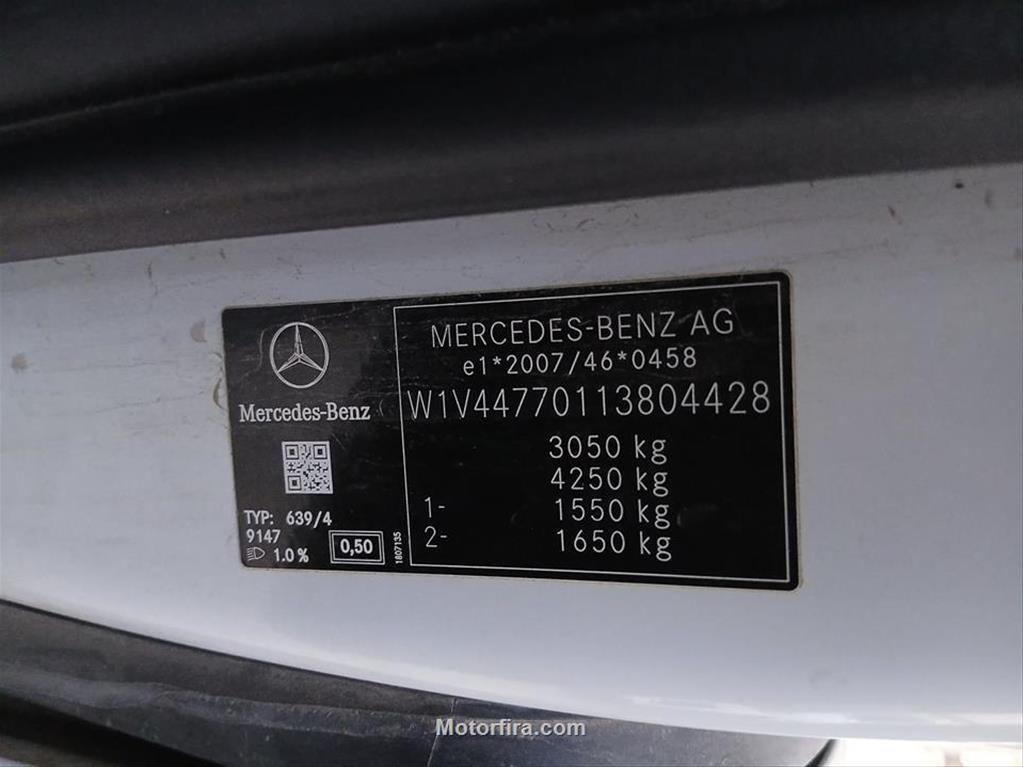 Mercedes-Benz
TYP: 639/4
9147
1.0 %
0,50
1807135
MERCEDES-BENZ AG
e1*2007/46*0458
W1V44770113804428
3050 kg
4250 kg
1- 1550 kg
2- 1650 kg
Motorfira.com